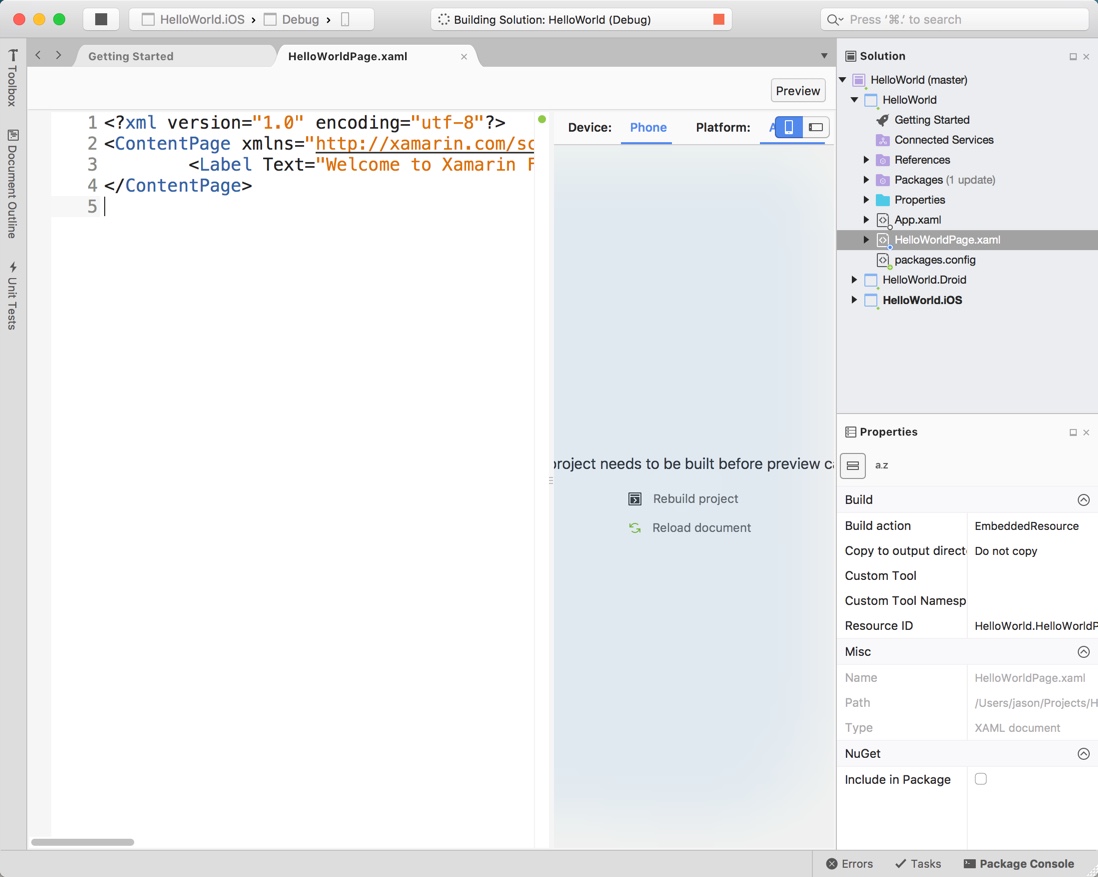 HelloWorld.iOS › Debug ›
Building Solution: HelloWorld (Debug)
Press ‘⌘.’ to search
Toolbox
Document Outline
Unit Tests
Getting Started
HelloWorldPage.xaml
Preview
1 <?xml version="1.0" encoding="utf-8"?>
2 <ContentPage xmlns="http://xamarin.com/sc
3 <Label Text="Welcome to Xamarin F
4 </ContentPage>
5
Device: Phone Platform: A
project needs to be built before preview ca
Rebuild project
Reload document
Solution
HelloWorld (master)
HelloWorld
Getting Started
Connected Services
References
Packages (1 update)
Properties
App.xaml
HelloWorldPage.xaml
packages.config
HelloWorld.Droid
HelloWorld.iOS
Properties
a.z
Build
Build action EmbeddedResource
Copy to output direct Do not copy
Custom Tool
Custom Tool Namesp
Resource ID HelloWorld.HelloWorldP
Misc
Name HelloWorldPage.xaml
Path /Users/jason/Projects/H
Type XAML document
NuGet
Include in Package
Errors Tasks Package Console